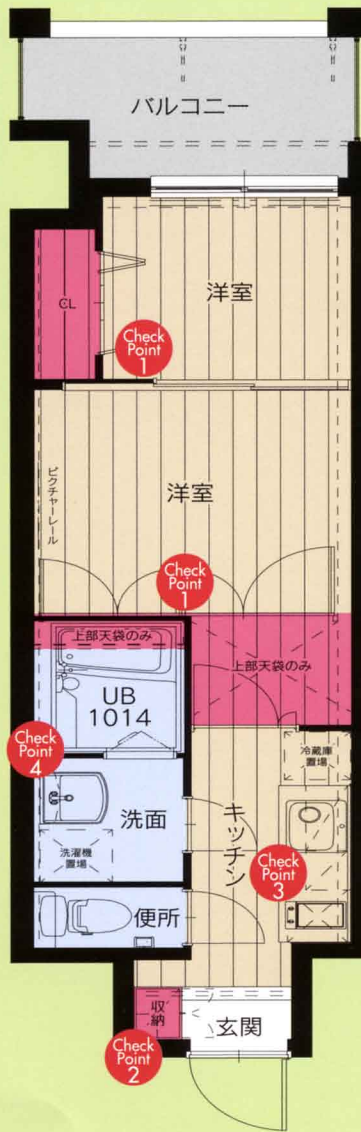 バルコニー
洋室
CL
Check
Point
1
ピクチャーレール
洋室
Check
Point
1
上部天袋のみ
上部天袋のみ
UB
1014
Check
Point
4
冷蔵庫
置場
洗面
洗濯機
置場
キッチン
Check
Point
3
便所
収納
玄関
Check
Point
2